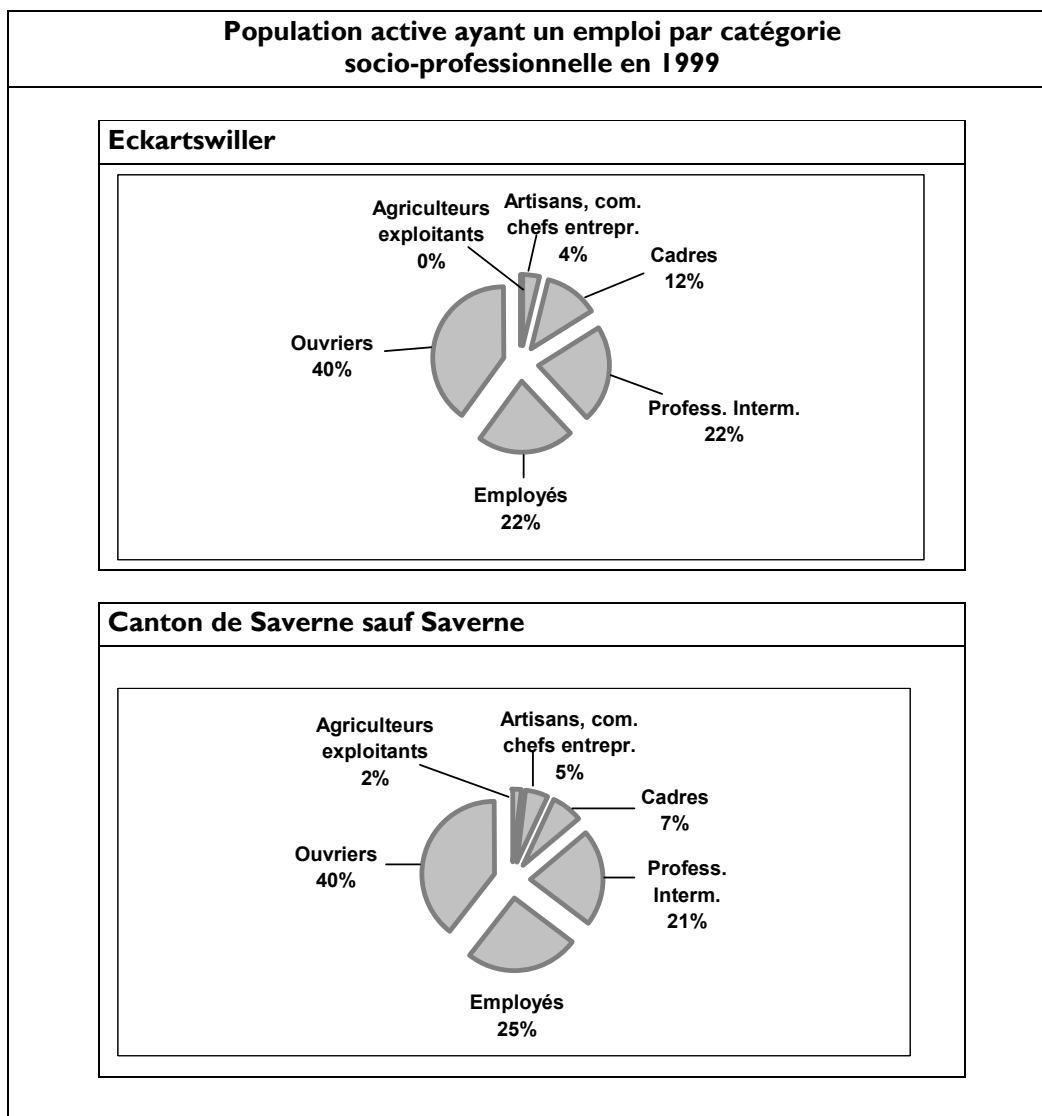 Population active ayant un emploi par catégorie
socio-professionnelle en 1999
Eckartswiller
Agriculteurs
exploitants
0%
Artisans, com.
chefs entrepr.
4%
Cadres
12%
Ouvriers
40%
Profess. Interm.
22%
Employés
22%
Canton de Saverne sauf Saverne
Agriculteurs
exploitants
2%
Artisans, com.
chefs entrepr.
5%
Cadres
7%
Ouvriers
40%
Profess.
Interm.
21%
Employés
25%